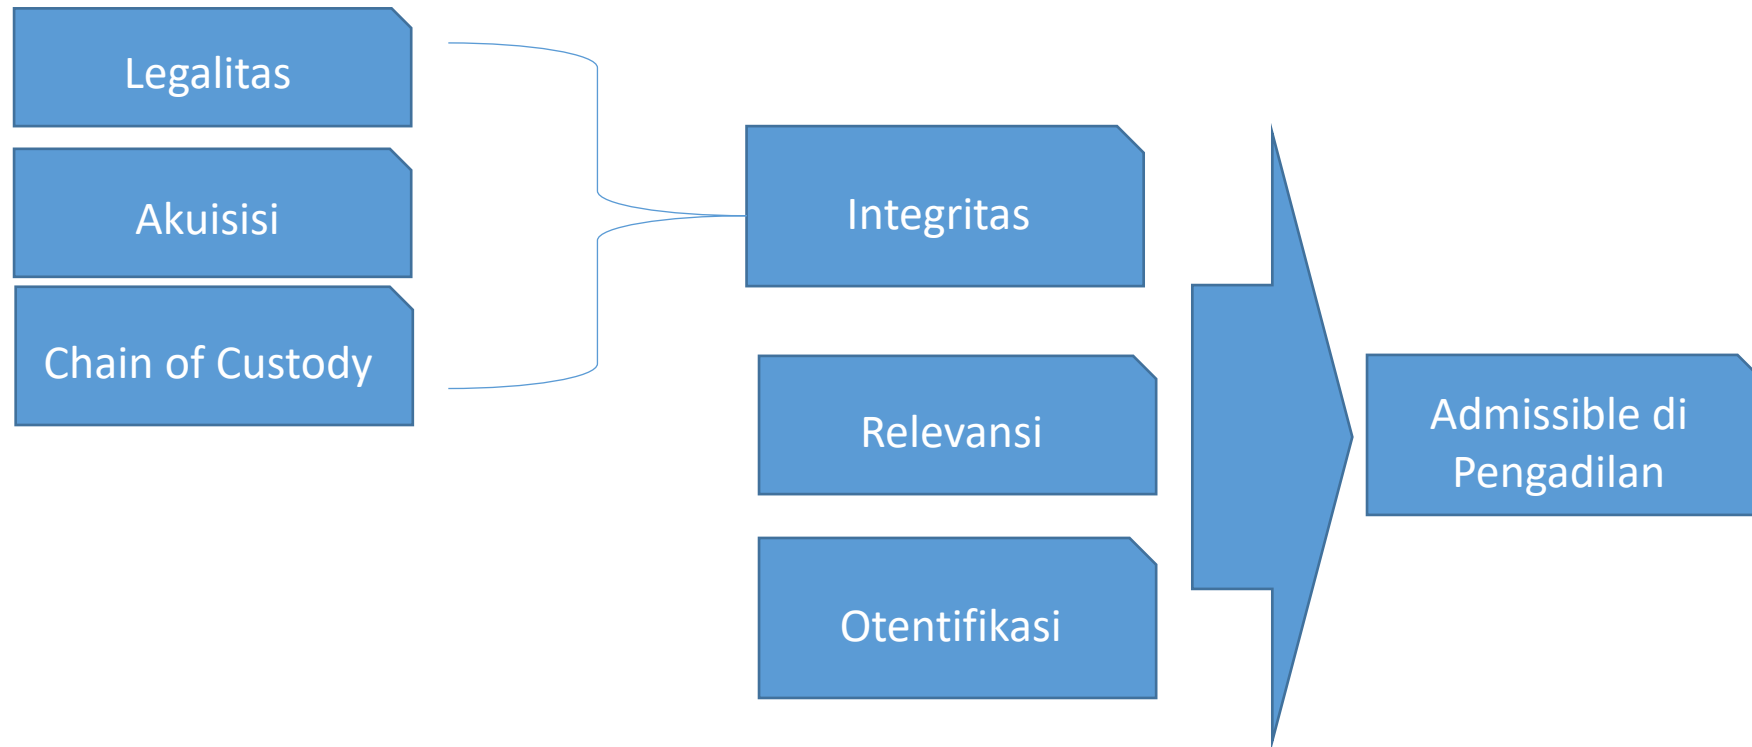 Legalitas
Akuisisi
Chain of Custody
Integritas
Relevansi
Otentifikasi
Admissible di
Pengadilan